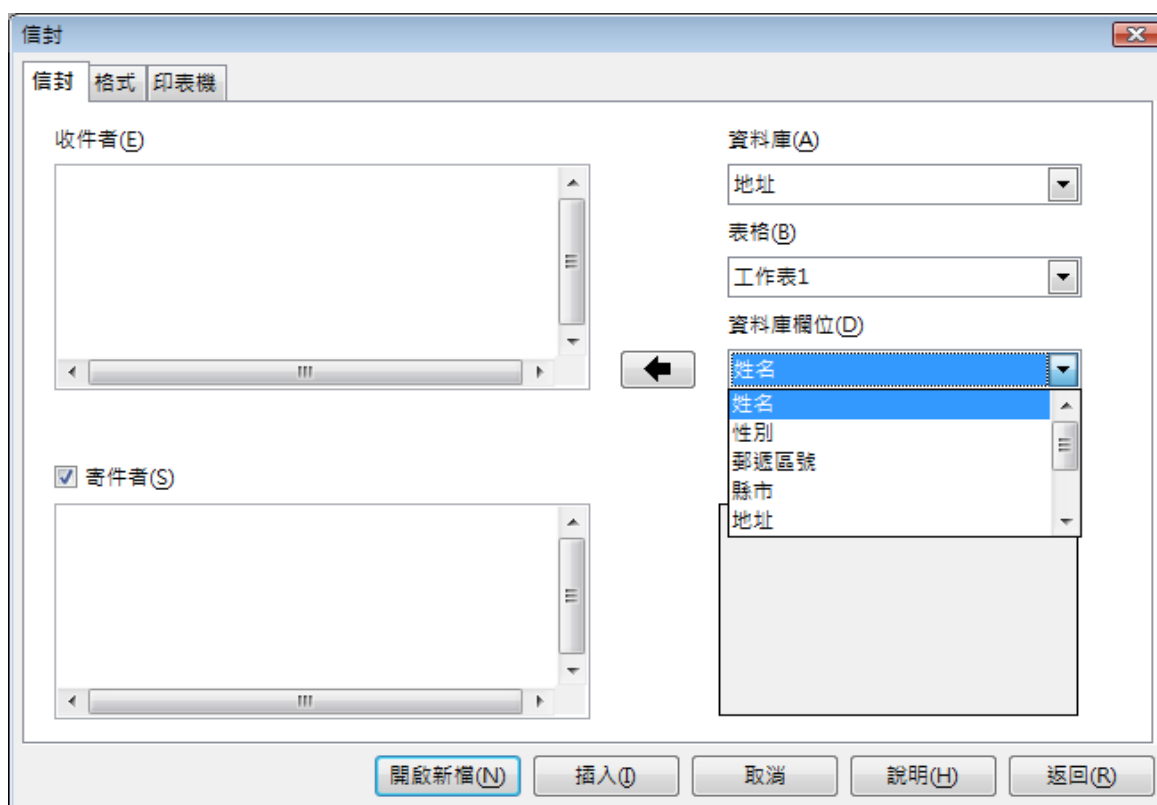 信封
信封 格式 印表機
收件者(E)
資料庫(A)
地址
表格(B)
工作表1
資料庫欄位(D)
姓名
姓名
性別
郵遞區號
縣市
地址
寄件者(S)
開啟新檔(N) 插入(I) 取消 說明(H) 返回(R)